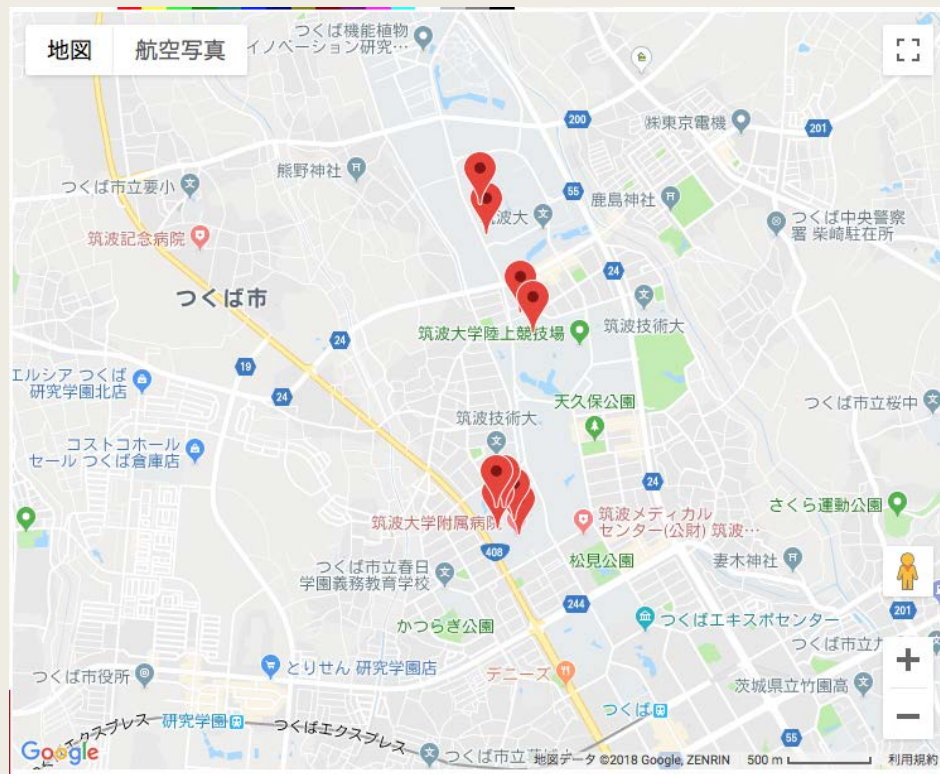 地図
航空写真
つくば機能植物
イノベーション研究…
200
㈱東京電機
201
熊野神社
つくば市立要小
55
鹿島神社
波大
つくば中央警察
署 柴崎駐在所
筑波記念病院
24
つくば市
筑波技術大
筑波大学陸上競技場
24
19
エルシア つくば
研究学園北店
24
天久保公園
つくば市立桜中
筑波技術大
コストコホール
セール つくば倉庫店
24
さくら運動公園
筑波大学附属病院
筑波メディカル
センター(公財) 筑波…
408
松見公園
妻木神社
つくば市立春日
学園義務教育学校
244
201
かつらぎ公園
つくばエキスポセンター
つくば市立
とりせん 研究学園店
デニーズ
つくば市役所
茨城県立竹園高
つくば
研究学園
つくばエクスプレス
55
Google
つくば市立
地図データ ©2018 Google, ZENRIN
500 m
利用規約